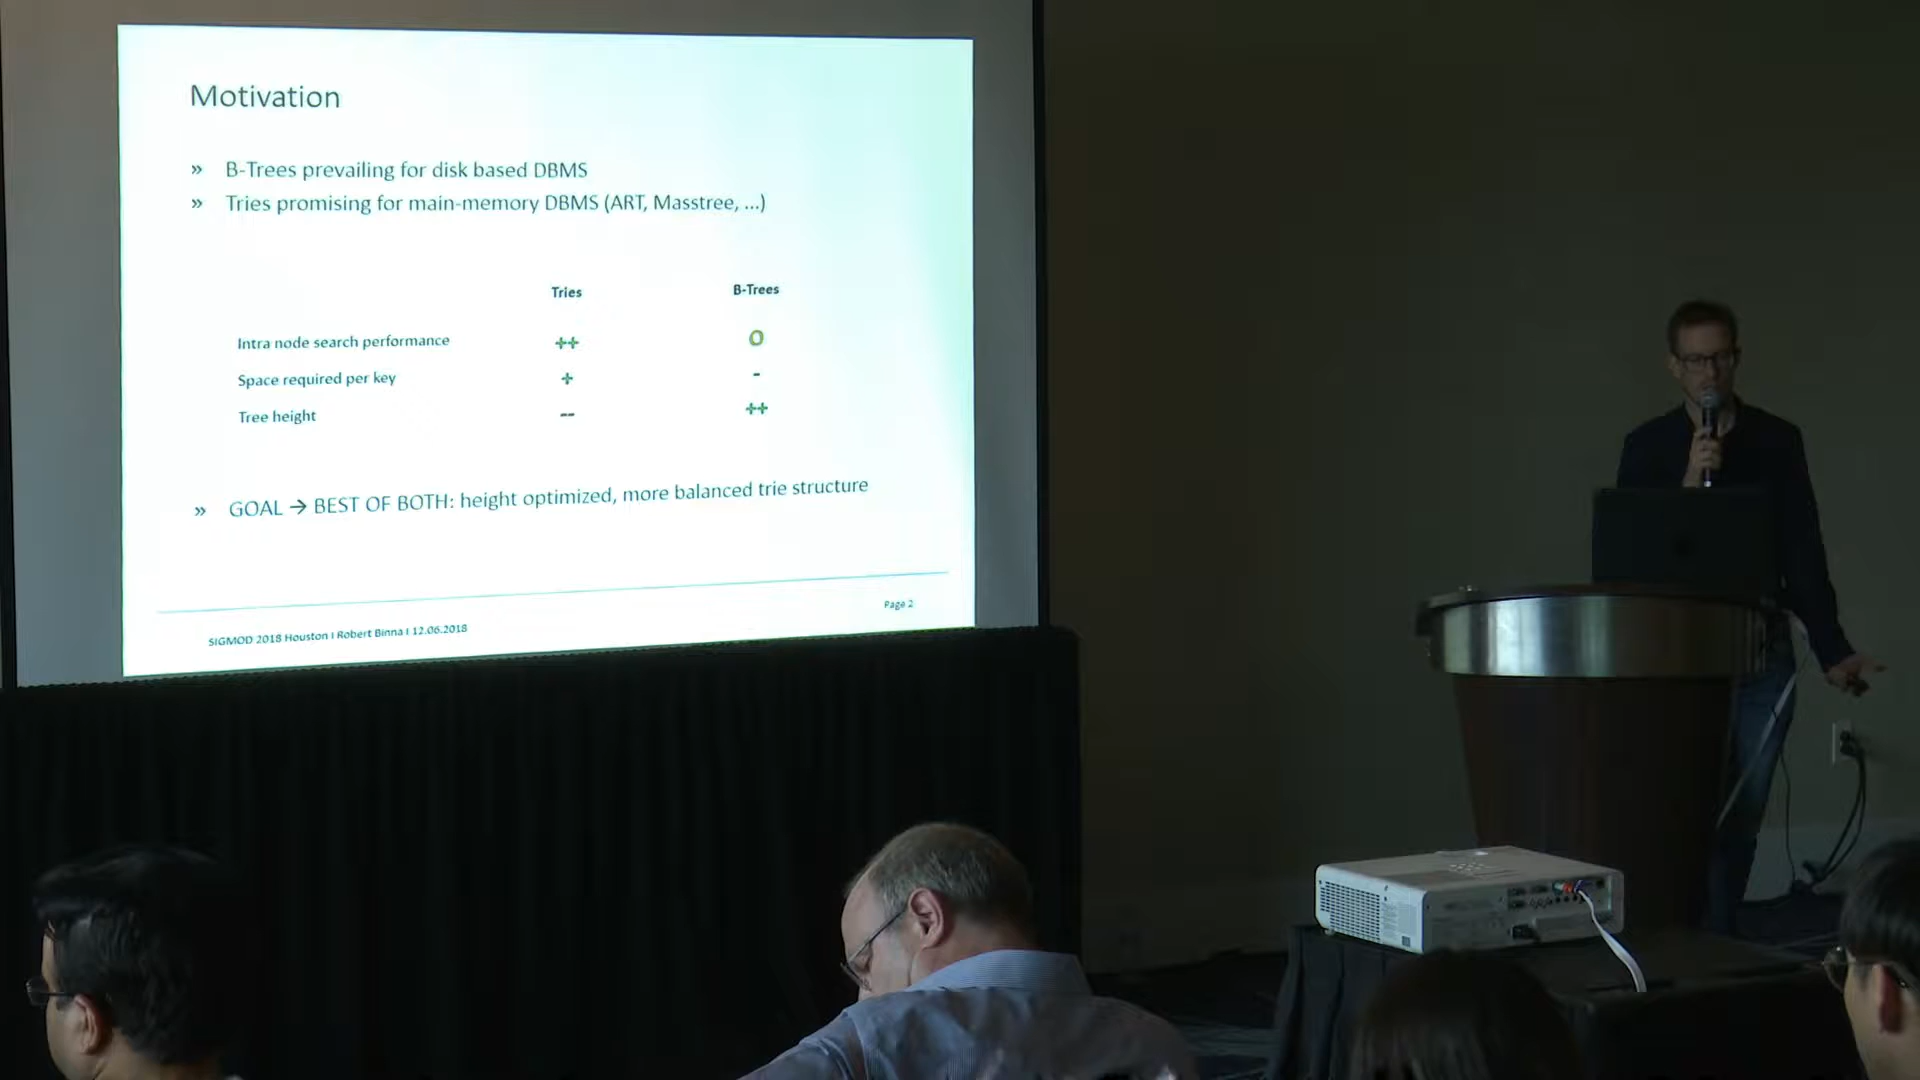 Motivation
» B-Trees prevailing for disk based DBMS
» Tries promising for main-memory DBMS (ART, Masstree, ...)
Tries B-Trees
Intra node search performance ++ O
Space required per key + -
Tree height -- ++
» GOAL → BEST OF BOTH: height optimized, more balanced trie structure
Page 2
SIGMOD 2018 Houston I Robert Binna I 12.06.2018